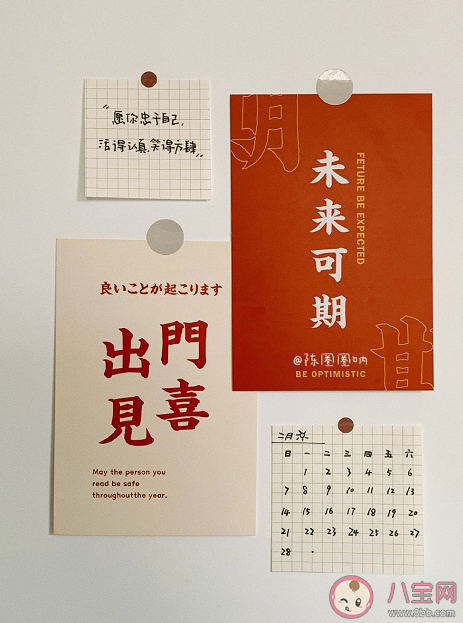 "愿你忠于自己,
活得认真,笑得放肆"
期
未来可期
FETURE BE EXPECTED
@陈圈圈呐
BE OPTIMISTIC
良いことが起こります
出門
見喜
May the person you
read be safe
throughoutthe year.
二月
日 一 二 三 四 五 六
1 2 3 4 5 6
7 8 9 10 11 12 13
14 15 16 17 18 19 20
21 22 23 24 25 26 27
28
八宝网
www.8bb.com